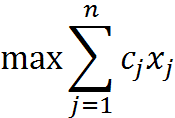 max ∑_{j=1}^{n} c_j x_j